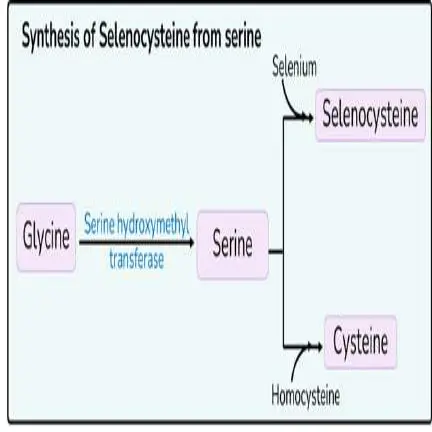 Synthesis of Selenocysteine from serine
Selenium
Selenocysteine
Glycine
Serine hydroxymethyl
transferase
Serine
Cysteine
Homocysteine